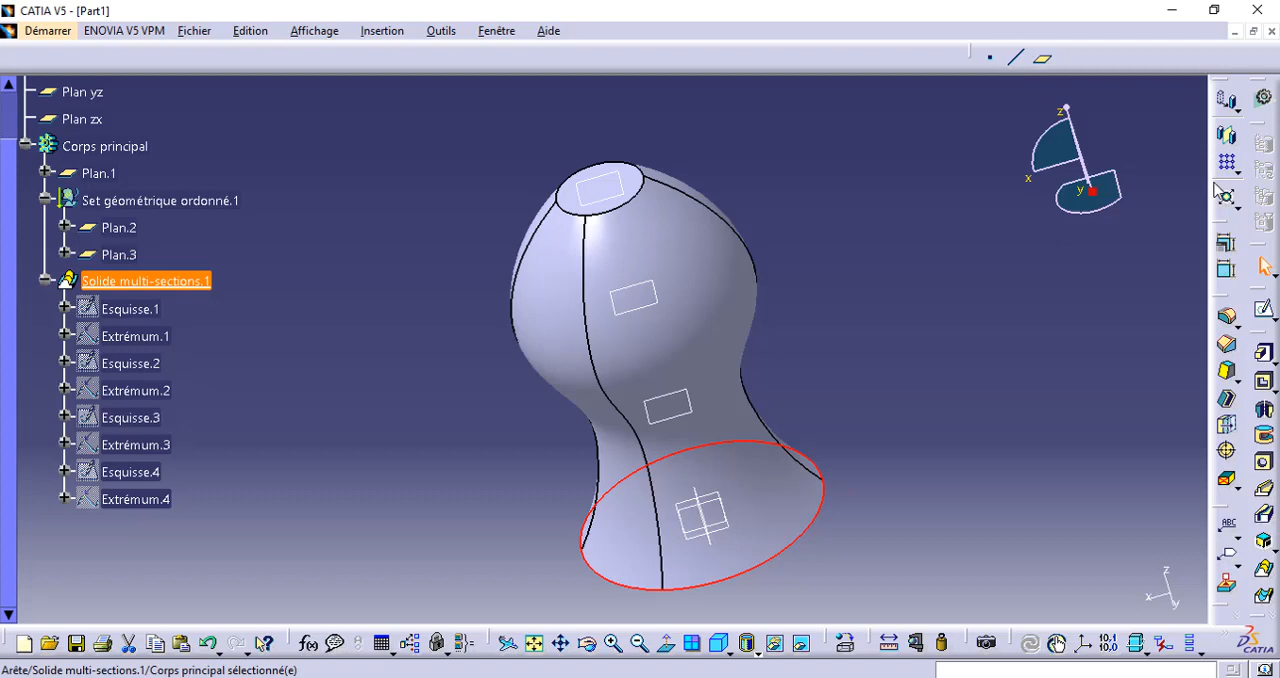 CATIA V5 - [Part1]
Démarrer ENOVIA V5 VPM Fichier Edition Affichage Insertion Outils Fenêtre Aide
Plan yz
Plan zx
Corps principal
Plan.1
Set géométrique ordonné.1
Plan.2
Plan.3
Solide multi-sections.1
Esquisse.1
Extrémum.1
Esquisse.2
Extrémum.2
Esquisse.3
Extrémum.3
Esquisse.4
Extrémum.4
z
x
y
ABC
z
x
y
f(x)
10,1
CATIA
Arête/Solide multi-sections.1/Corps principal sélectionné(e)